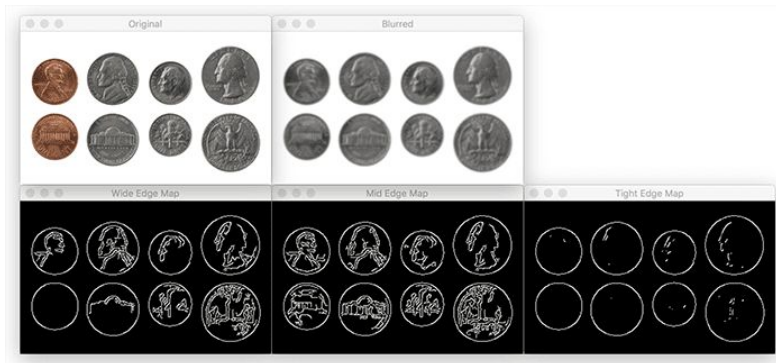 Original
Blurred
Wide Edge Map
Mid Edge Map
Tight Edge Map